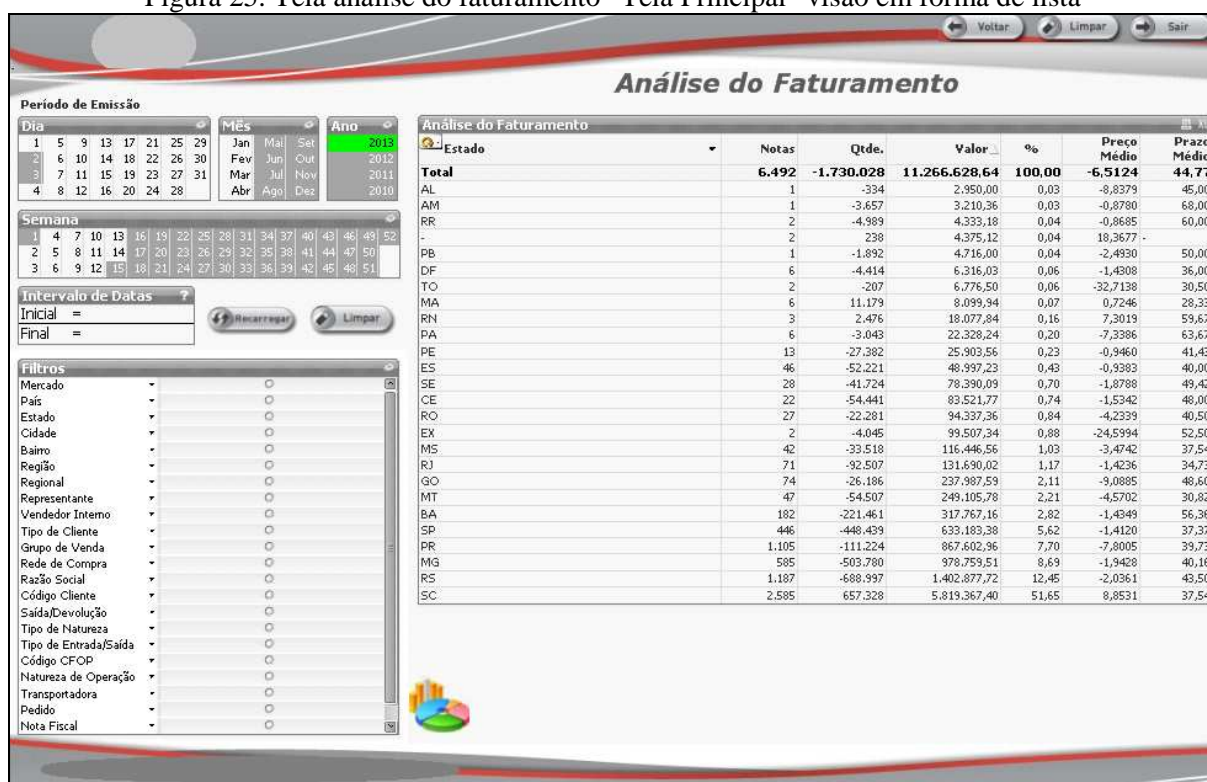 Figura 25: Tela análise do faturamento "Tela Principal" visão em forma de lista
Voltar Limpar Sair
Análise do Faturamento
Período de Emissão
Dia
1 5 9 13 17 21 25 29
2 6 10 14 18 22 26 30
3 7 11 15 19 23 27 31
4 8 12 16 20 24 28
Mês
Jan Mai Set
Fev Jun Out
Mar Jul Nov
Abr Ago Dez
Ano
2013
2012
2011
2010
Semana
1 4 7 10 13 16 19 22 25 28 31 34 37 40 43 46 49 52
2 5 8 11 14 17 20 23 26 29 32 35 38 41 44 47 50
3 6 9 12 15 18 21 24 27 30 33 36 39 42 45 48 51
Intervalo de Datas ?
Inicial =
Final =
Recarregar Limpar
Filtros
Mercado
País
Estado
Cidade
Bairro
Região
Regional
Representante
Vendedor Interno
Tipo de Cliente
Grupo de Venda
Rede de Compra
Razão Social
Código Cliente
Saída/Devolução
Tipo de Natureza
Tipo de Entrada/Saída
Código CFOP
Natureza de Operação
Transportadora
Pedido
Nota Fiscal
Análise do Faturamento
Estado Notas Qtde. Valor % Preço Médio Prazo Médio
Total 6.492 -1.730.028 11.266.628,64 100,00 -6,5124 44,77
AL 1 -334 2.950,00 0,03 -8,8379 45,00
AM 1 -3.657 3.210,36 0,03 -0,8780 68,00
RR 2 -4.989 4.333,18 0,04 -0,8685 60,00
- 2 238 4.375,12 0,04 18,3677 -
PB 1 -1.892 4.716,00 0,04 -2,4930 50,00
DF 6 -4.414 6.316,03 0,06 -1,4308 36,00
TO 2 -207 6.776,50 0,06 -32,7138 30,50
MA 6 11.179 8.099,94 0,07 0,7246 28,33
RN 3 2.476 18.077,84 0,16 7,3019 59,67
PA 6 -3.043 22.328,24 0,20 -7,3386 63,67
PE 13 -27.382 25.903,56 0,23 -0,9460 41,43
ES 46 -52.221 48.997,23 0,43 -0,9383 40,00
SE 28 -41.724 78.390,09 0,70 -1,8788 49,42
CE 22 -54.441 83.521,77 0,74 -1,5342 48,00
RO 27 -22.281 94.337,36 0,84 -4,2339 40,50
EX 2 -4.045 99.507,34 0,88 -24,5994 52,50
MS 42 -33.518 116.446,56 1,03 -3,4742 37,54
RJ 71 -92.507 131.690,02 1,17 -1,4236 34,73
GO 74 -26.186 237.987,59 2,11 -9,0885 48,60
MT 47 -54.507 249.105,78 2,21 -4,5702 30,82
BA 182 -221.461 317.767,16 2,82 -1,4349 56,36
SP 446 -448.439 633.183,38 5,62 -1,4120 37,37
PR 1.105 -111.224 867.602,96 7,70 -7,8005 39,73
MG 585 -503.780 978.759,51 8,69 -1,9428 40,16
RS 1.187 -688.997 1.402.877,72 12,45 -2,0361 43,50
SC 2.585 657.328 5.819.367,40 51,65 8,8531 37,54